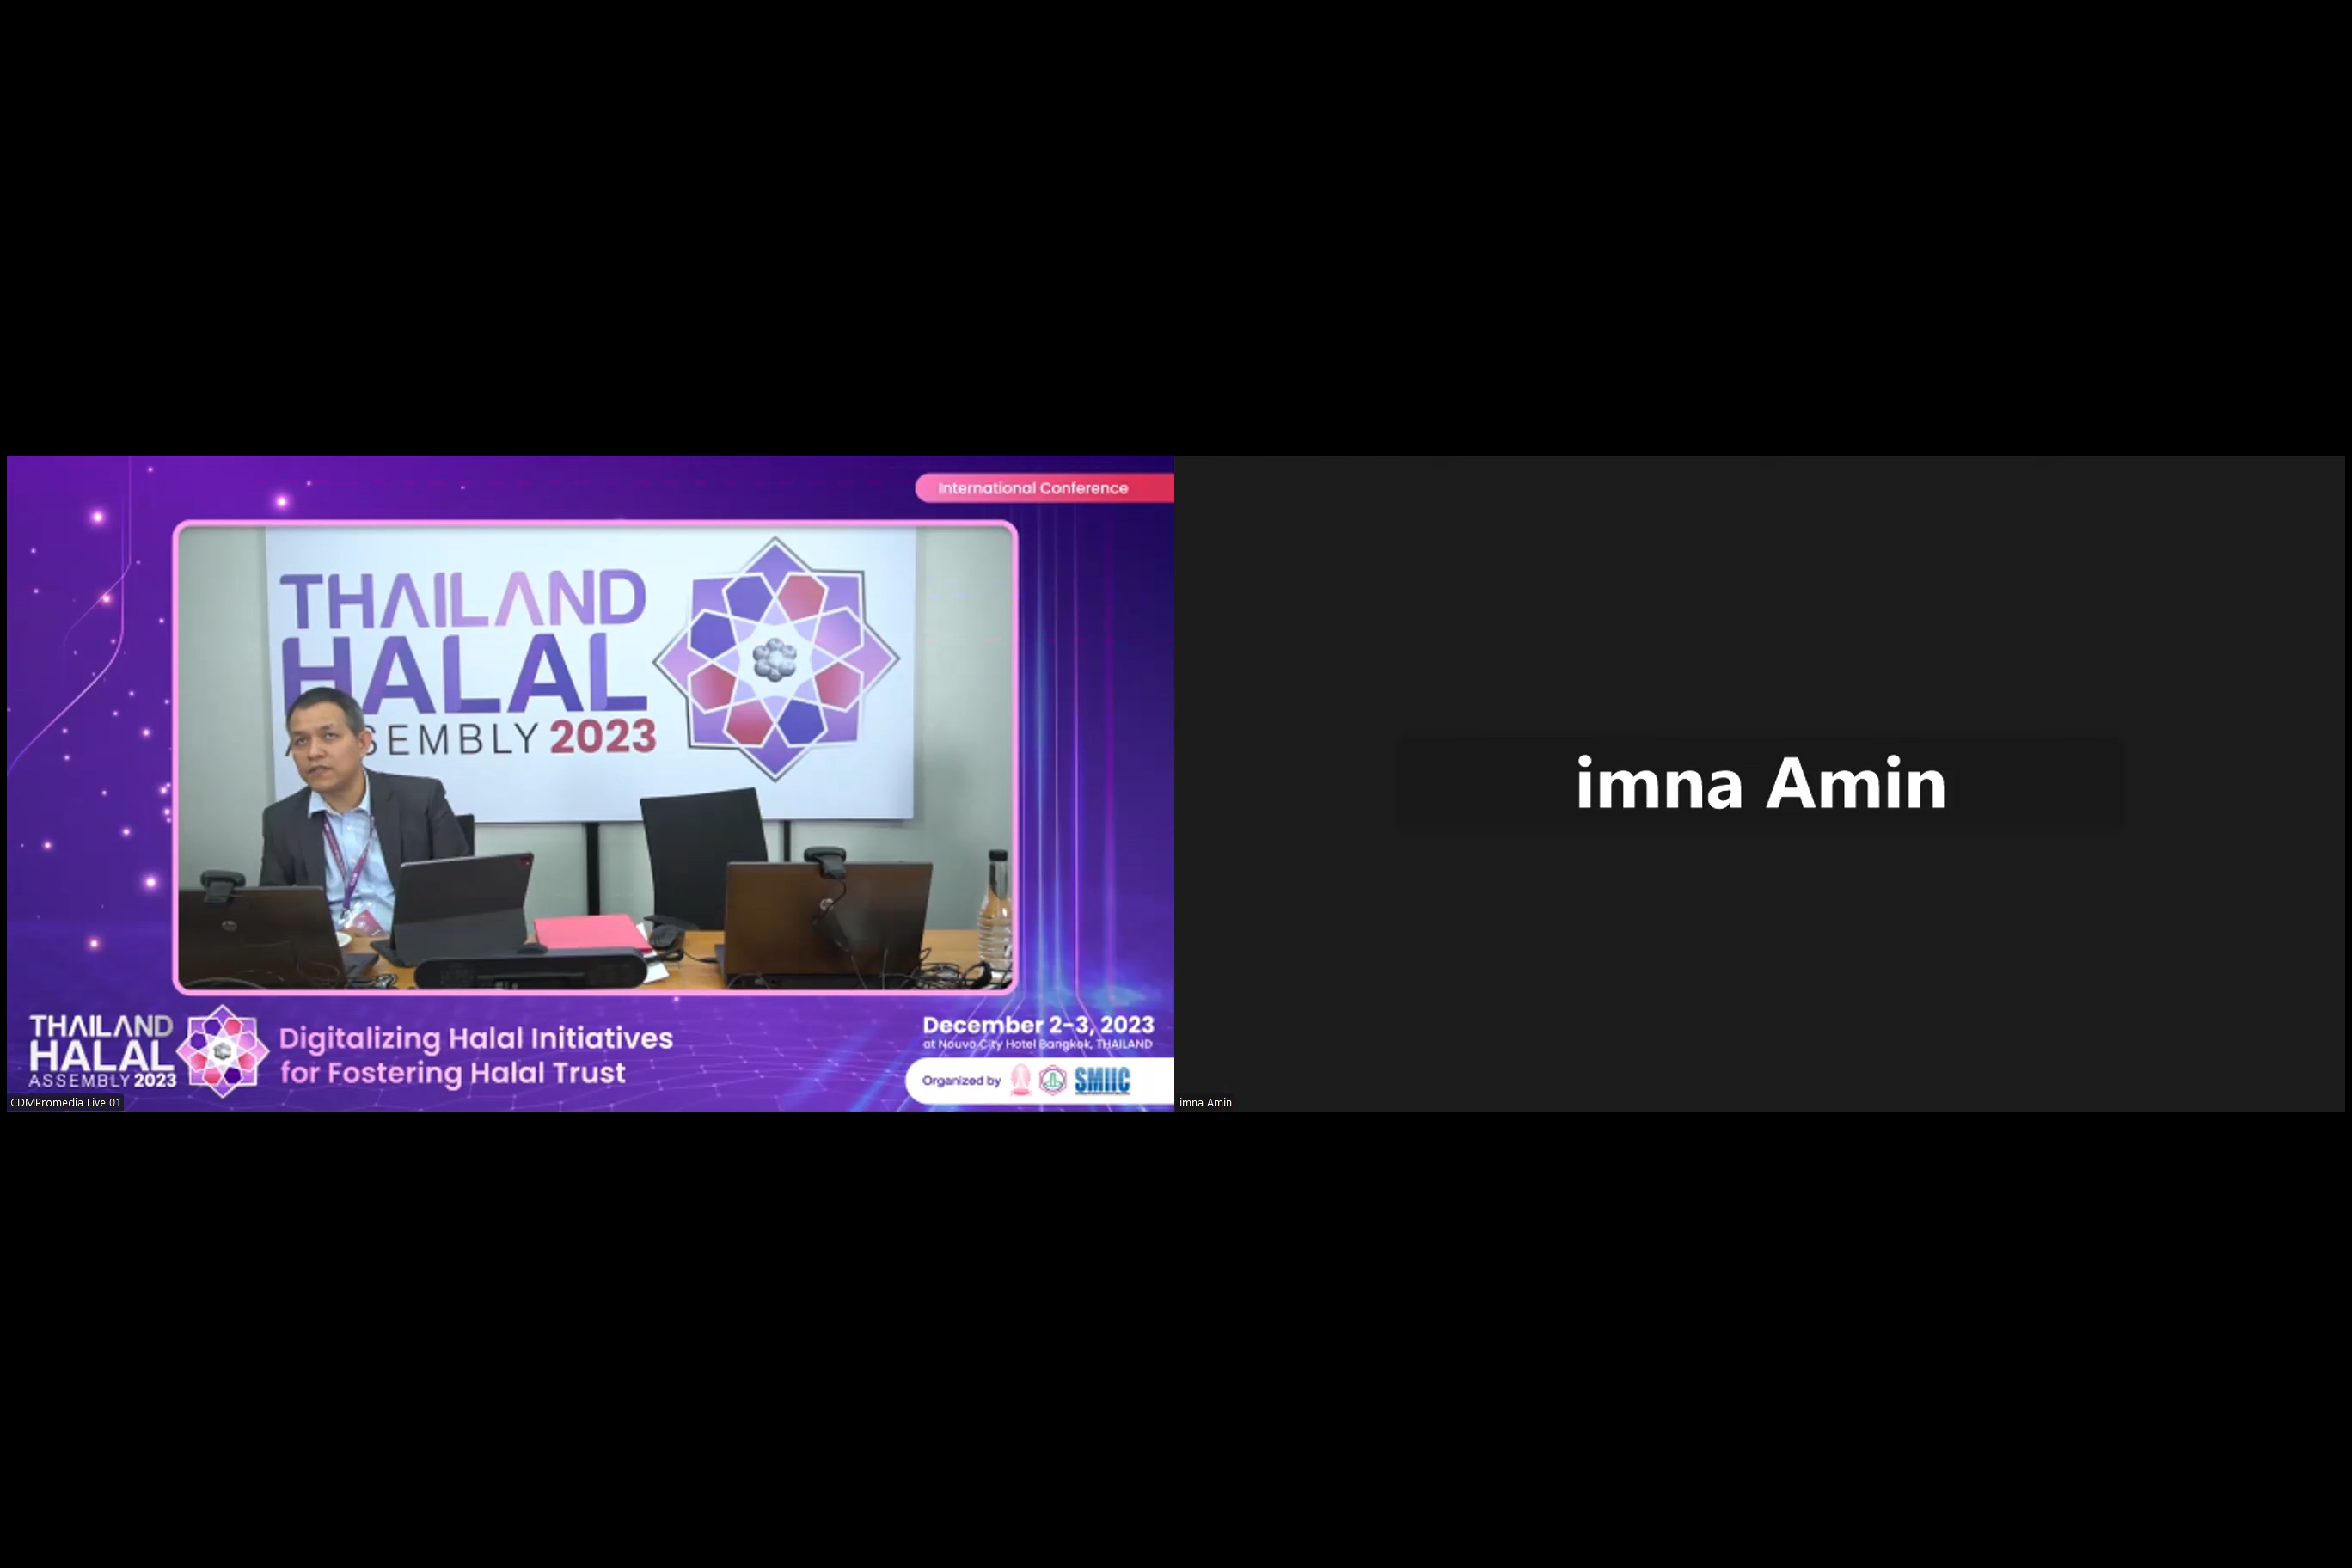 International Conference
THAILAND
HALAL
ASSEMBLY 2023
THAILAND
HALAL
ASSEMBLY 2023
Digitalizing Halal Initiatives
for Fostering Halal Trust
December 2-3, 2023
at Nouvo City Hotel Bangkok, THAILAND
Organized by
SMIIC
CDMPromedia Live 01
imna Amin
imna Amin